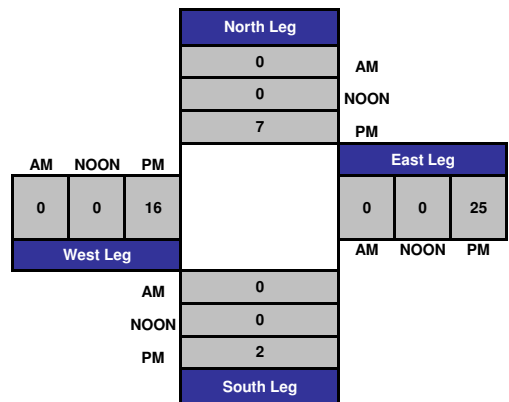 North Leg
0 AM
0 NOON
7 PM
AM NOON PM
East Leg
0 0 16
0 0 25
West Leg
AM NOON PM
AM 0
NOON 0
PM 2
South Leg